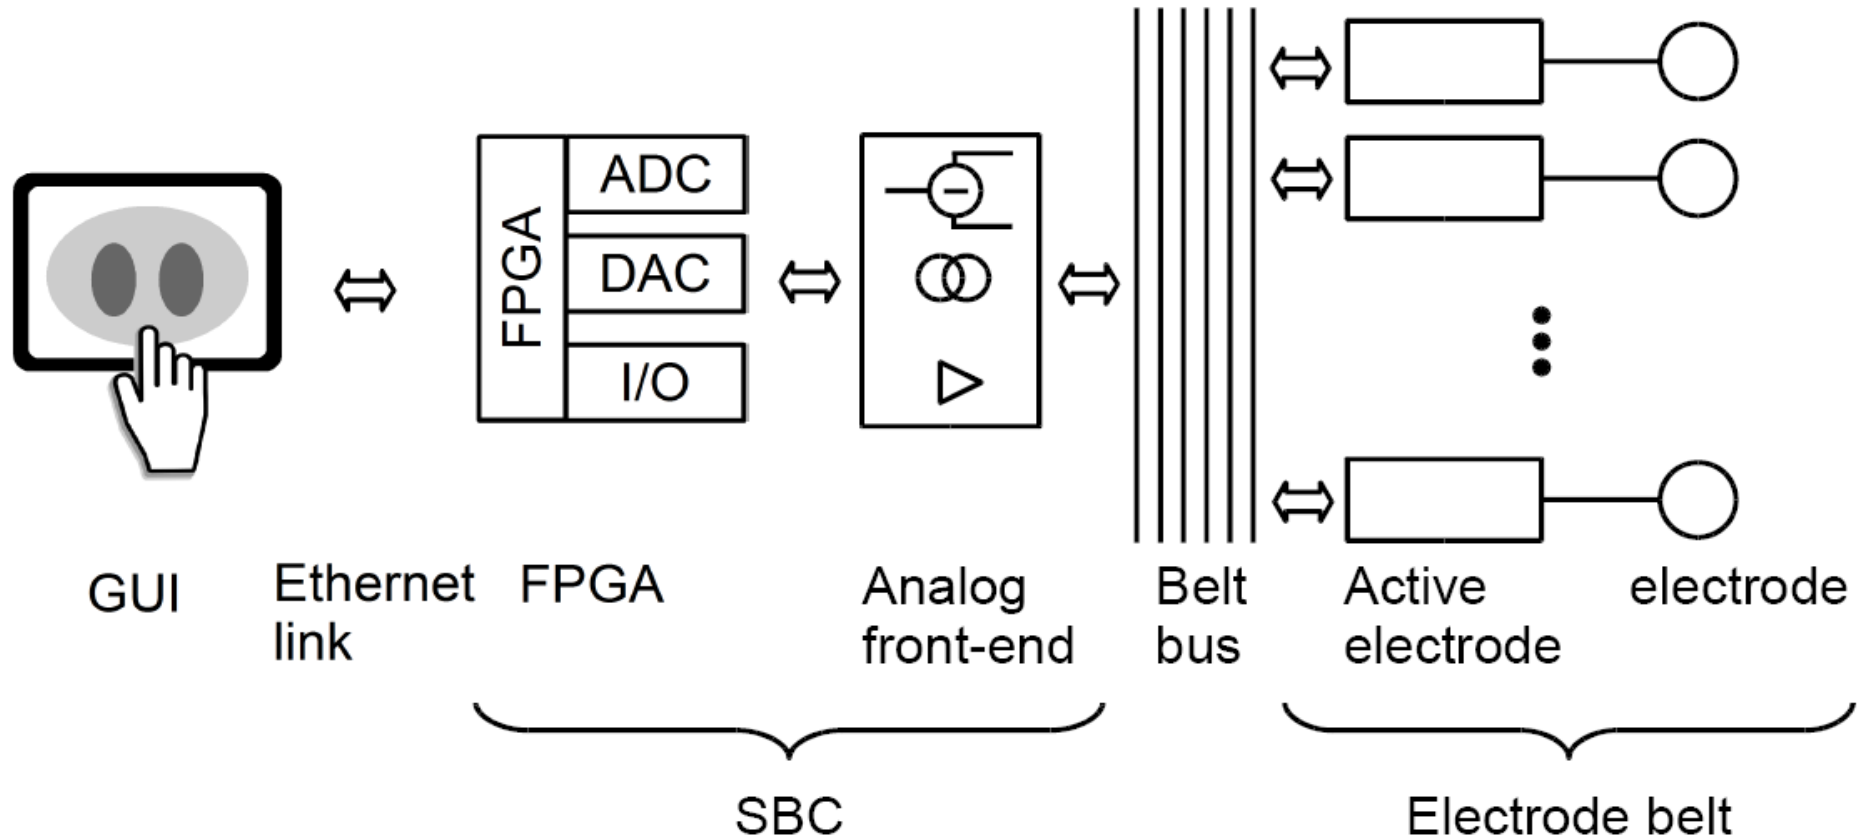 FPGA
ADC
DAC
I/O
GUI
Ethernet
link
FPGA
Analog
front-end
Belt
bus
Active
electrode
electrode
SBC
Electrode belt